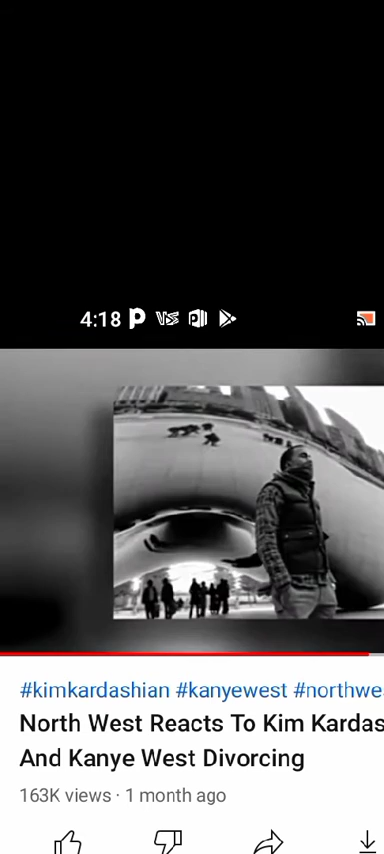 4:18
#kimkardashian #kanyewest #northwe
North West Reacts To Kim Kardas
And Kanye West Divorcing
163K views · 1 month ago